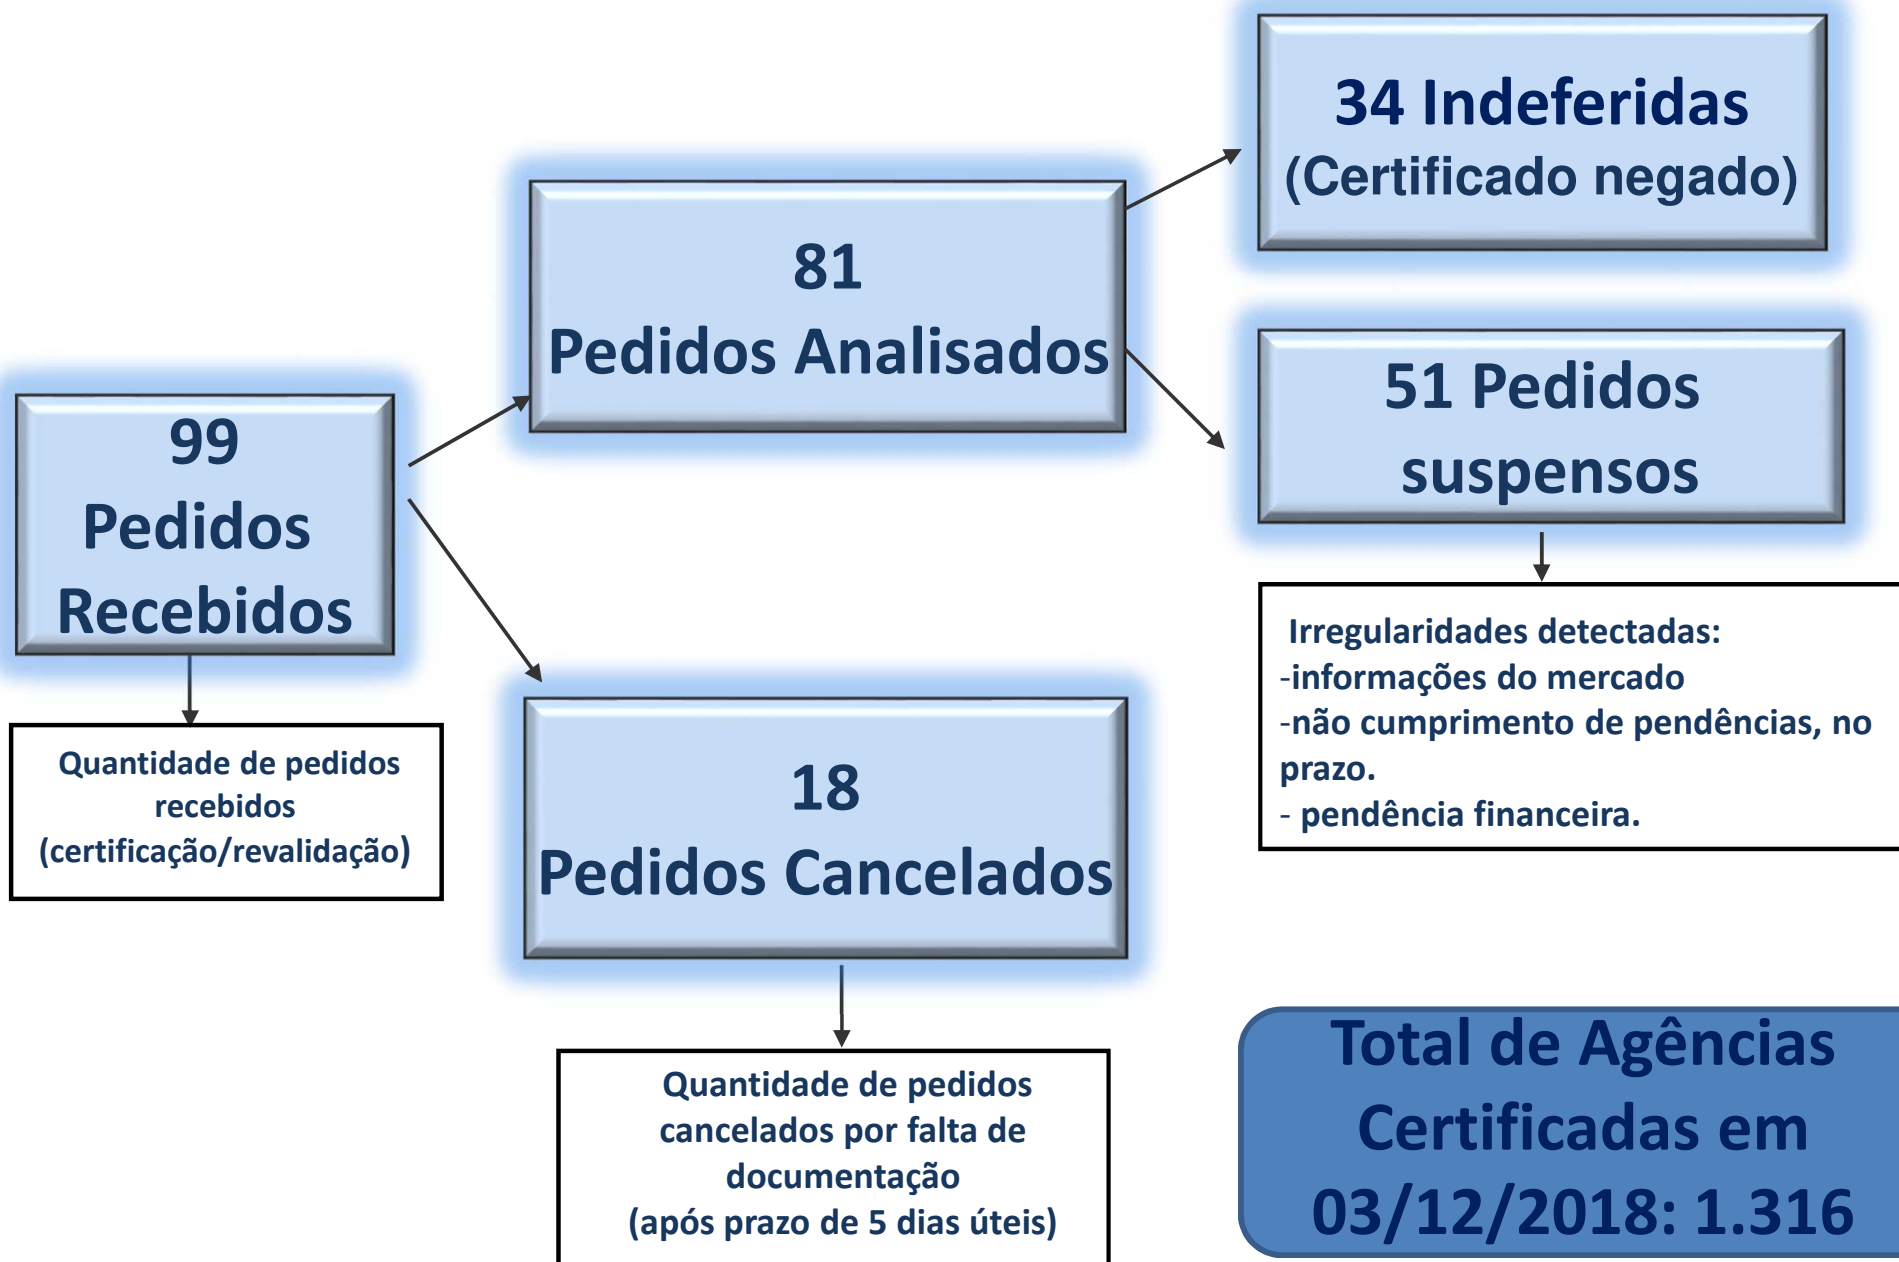 99
Pedidos
Recebidos
Quantidade de pedidos
recebidos
(certificação/revalidação)
81
Pedidos Analisados
18
Pedidos Cancelados
Quantidade de pedidos
cancelados por falta de
documentação
(após prazo de 5 dias úteis)
34 Indeferidas
(Certificado negado)
51 Pedidos
suspensos
Irregularidades detectadas:
-informações do mercado
-não cumprimento de pendências, no
prazo.
- pendência financeira.
Total de Agências
Certificadas em
03/12/2018: 1.316